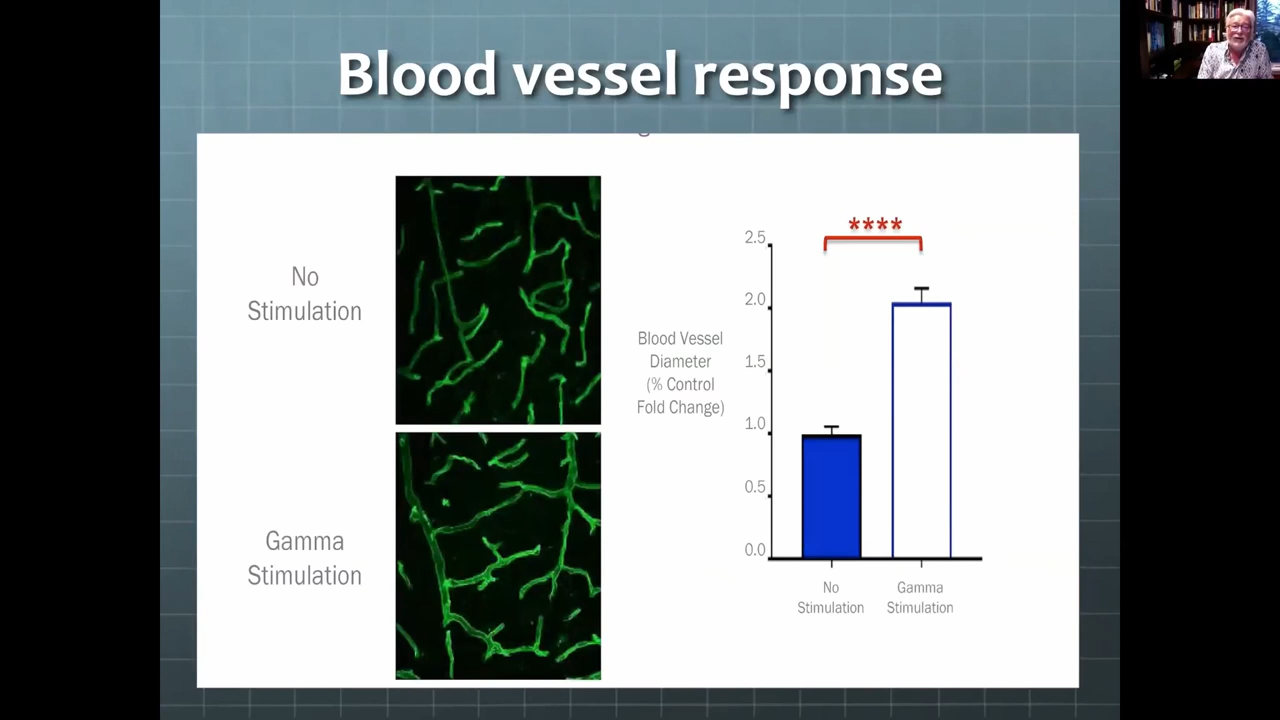 Blood vessel response
No
Stimulation
Gamma
Stimulation
Blood Vessel
Diameter
(% Control
Fold Change)
****
2.5
2.0
1.5
1.0
0.5
0.0
No
Stimulation
Gamma
Stimulation